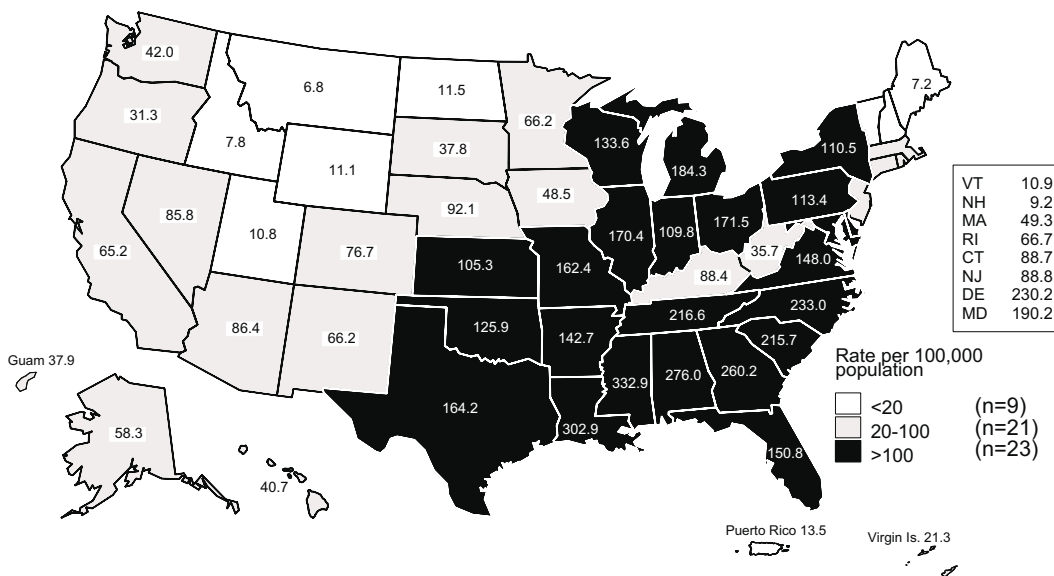 42.0
6.8
11.5
7.2
31.3
66.2
7.8
37.8
133.6
110.5
11.1
184.3
48.5
VT 10.9
NH 9.2
MA 49.3
RI 66.7
CT 88.7
NJ 88.8
DE 230.2
MD 190.2
85.8
92.1
113.4
10.8
170.4
109.8
171.5
65.2
76.7
35.7
148.0
105.3
162.4
88.4
86.4
66.2
125.9
142.7
216.6
233.0
215.7
Guam 37.9
332.9
276.0
260.2
Rate per 100,000
population
<20 (n=9)
20-100 (n=21)
>100 (n=23)
164.2
302.9
150.8
58.3
40.7
Puerto Rico 13.5
Virgin Is. 21.3